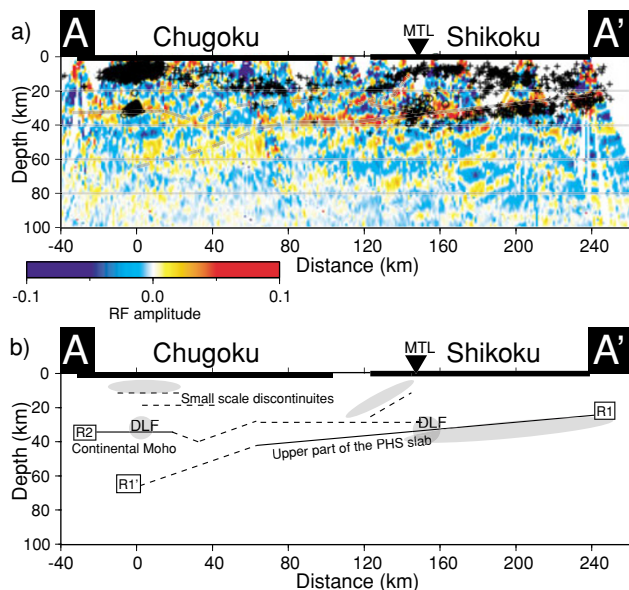 a)
A
Chugoku
MTL
Shikoku
A'
Depth (km)
0
20
40
60
80
100
-40 0 40 80 120 160 200 240
Distance (km)
-0.1 0.0 0.1
RF amplitude
b)
A
Chugoku
MTL
Shikoku
A'
Depth (km)
0
20
40
60
80
100
Small scale discontinuites
R2
DLF
Continental Moho
R1'
DLF
R1
Upper part of the PHS slab
-40 0 40 80 120 160 200 240
Distance (km)